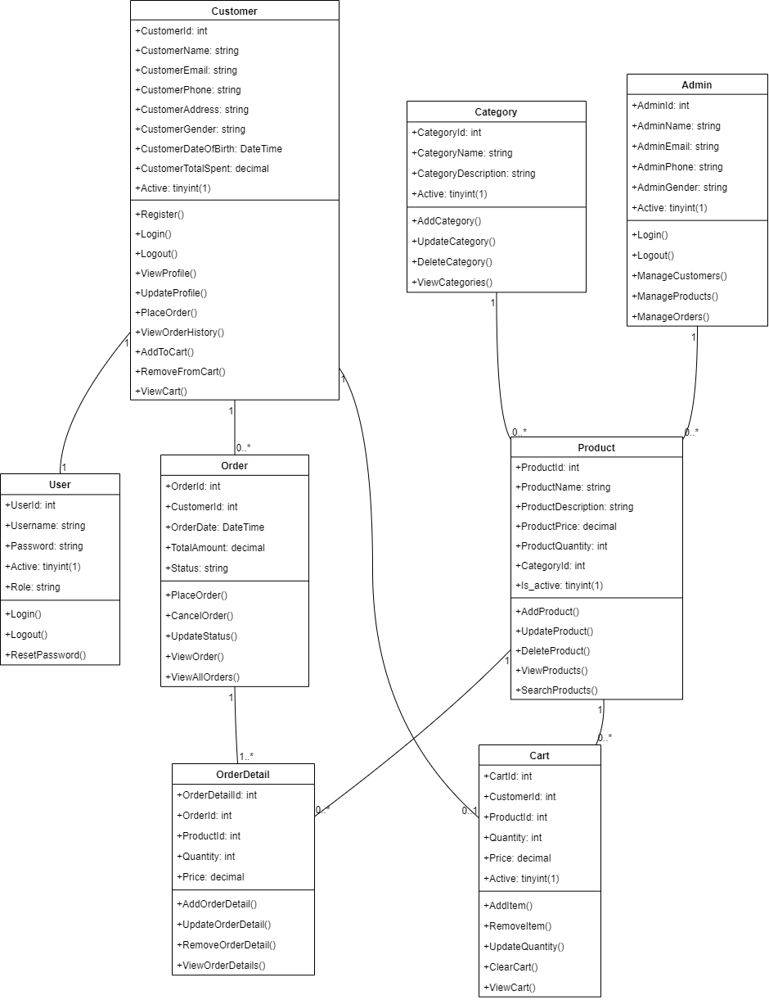 Customer
+CustomerId: int
+CustomerName: string
+CustomerEmail: string
+CustomerPhone: string
+CustomerAddress: string
+CustomerGender: string
+CustomerDateOfBirth: DateTime
+CustomerTotalSpent: decimal
+Active: tinyint(1)
+Register()
+Login()
+Logout()
+ViewProfile()
+UpdateProfile()
+PlaceOrder()
+ViewOrderHistory()
+AddToCart()
+RemoveFromCart()
+ViewCart()
1
1
1
Category
+CategoryId: int
+CategoryName: string
+CategoryDescription: string
+Active: tinyint(1)
+AddCategory()
+UpdateCategory()
+DeleteCategory()
+ViewCategories()
1
Admin
+AdminId: int
+AdminName: string
+AdminEmail: string
+AdminPhone: string
+AdminGender: string
+Active: tinyint(1)
+Login()
+Logout()
+ManageCustomers()
+ManageProducts()
+ManageOrders()
1
1
User
+UserId: int
+Username: string
+Password: string
+Active: tinyint(1)
+Role: string
+Login()
+Logout()
+ResetPassword()
0..*
Order
+OrderId: int
+CustomerId: int
+OrderDate: DateTime
+TotalAmount: decimal
+Status: string
+PlaceOrder()
+CancelOrder()
+UpdateStatus()
+ViewOrder()
+ViewAllOrders()
1
0..*
0..*
Product
+ProductId: int
+ProductName: string
+ProductDescription: string
+ProductPrice: decimal
+ProductQuantity: int
+CategoryId: int
+Is_active: tinyint(1)
+AddProduct()
+UpdateProduct()
+DeleteProduct()
+ViewProducts()
+SearchProducts()
1
1
1..*
OrderDetail
+OrderDetailId: int
+OrderId: int
+ProductId: int
+Quantity: int
+Price: decimal
+AddOrderDetail()
+UpdateOrderDetail()
+RemoveOrderDetail()
+ViewOrderDetails()
0..*
0..*
0..1
Cart
+CartId: int
+CustomerId: int
+ProductId: int
+Quantity: int
+Price: decimal
+Active: tinyint(1)
+AddItem()
+RemoveItem()
+UpdateQuantity()
+ClearCart()
+ViewCart()